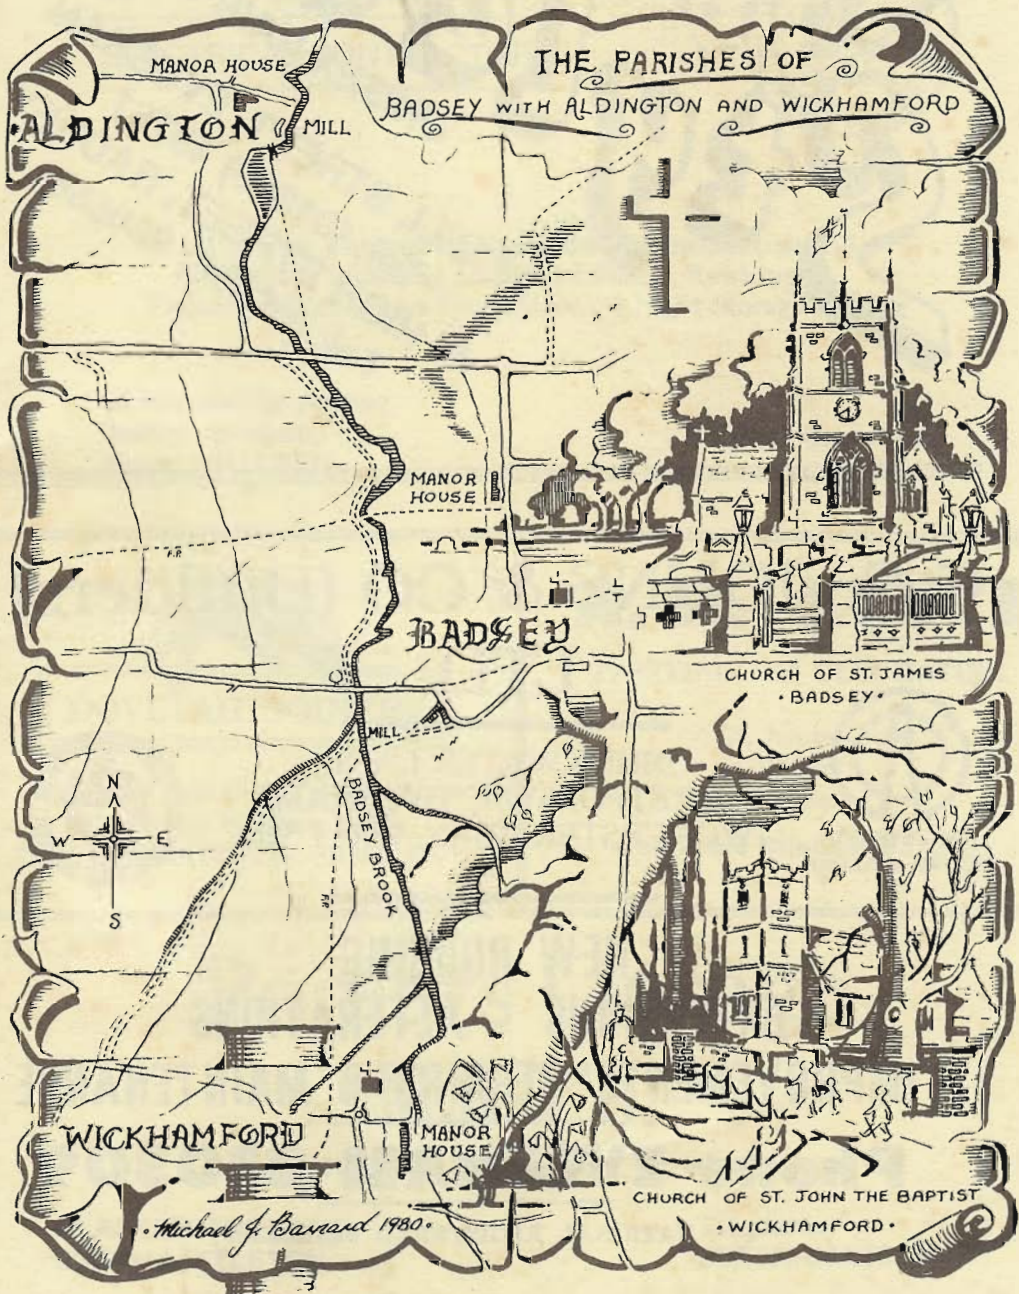 THE PARISHES OF
BADSEY WITH ALDINGTON AND WICKHAMFORD
MANOR HOUSE
ALDINGTON
MILL
MANOR
HOUSE
F.P.
BADSEY
CHURCH OF ST. JAMES
· BADSEY ·
MILL
BADSEY BROOK
N
W E
S
F.P.
WICKHAMFORD
MANOR
HOUSE
CHURCH OF ST. JOHN THE BAPTIST
· WICKHAMFORD ·
· Michael J. Barnard 1980 ·